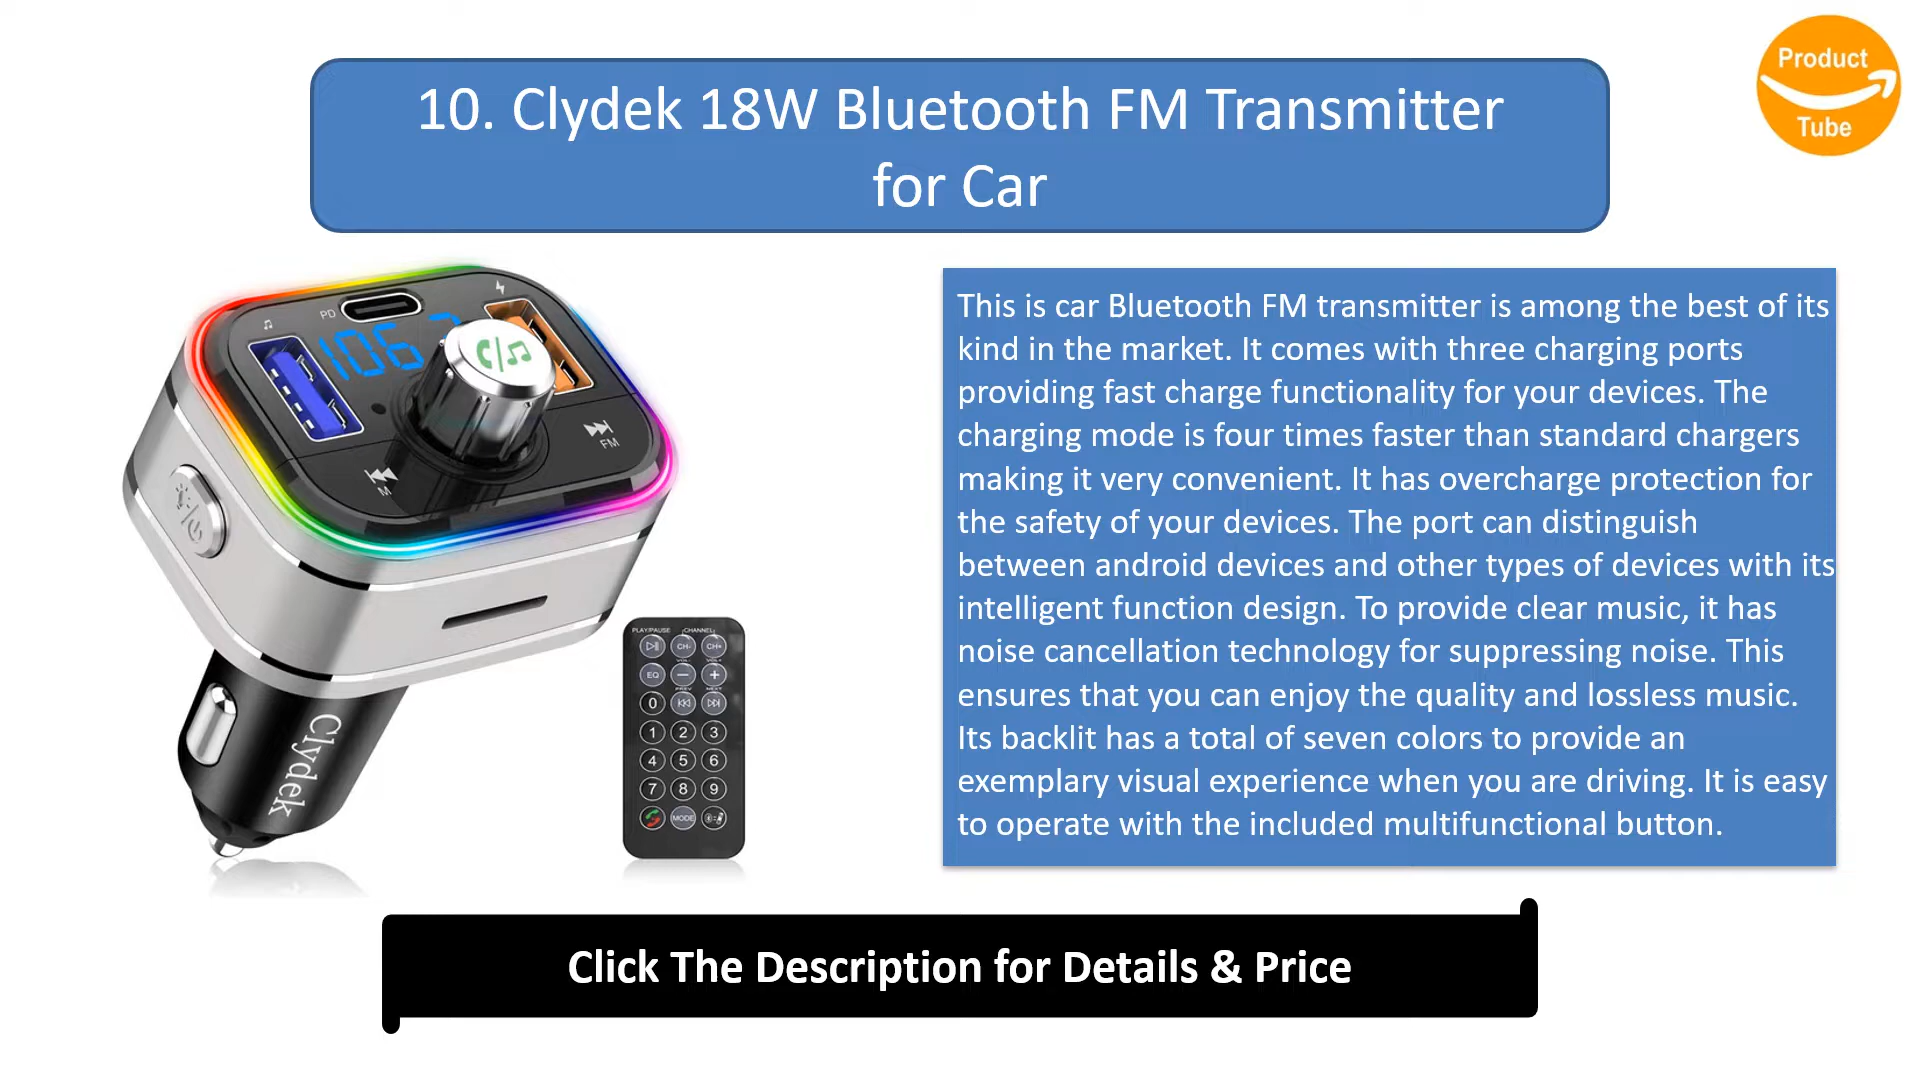 Product
Tube
10. Clydek 18W Bluetooth FM Transmitter
for Car
PD
106.7
FM
M
Clydek
PLAY/PAUSE CHANNEL
CH- CH+
EQ − +
PREV NEXT
0
1 2 3
4 5 6
7 8 9
MODE
This is car Bluetooth FM transmitter is among the best of its
kind in the market. It comes with three charging ports
providing fast charge functionality for your devices. The
charging mode is four times faster than standard chargers
making it very convenient. It has overcharge protection for
the safety of your devices. The port can distinguish
between android devices and other types of devices with its
intelligent function design. To provide clear music, it has
noise cancellation technology for suppressing noise. This
ensures that you can enjoy the quality and lossless music.
Its backlit has a total of seven colors to provide an
exemplary visual experience when you are driving. It is easy
to operate with the included multifunctional button.
Click The Description for Details & Price